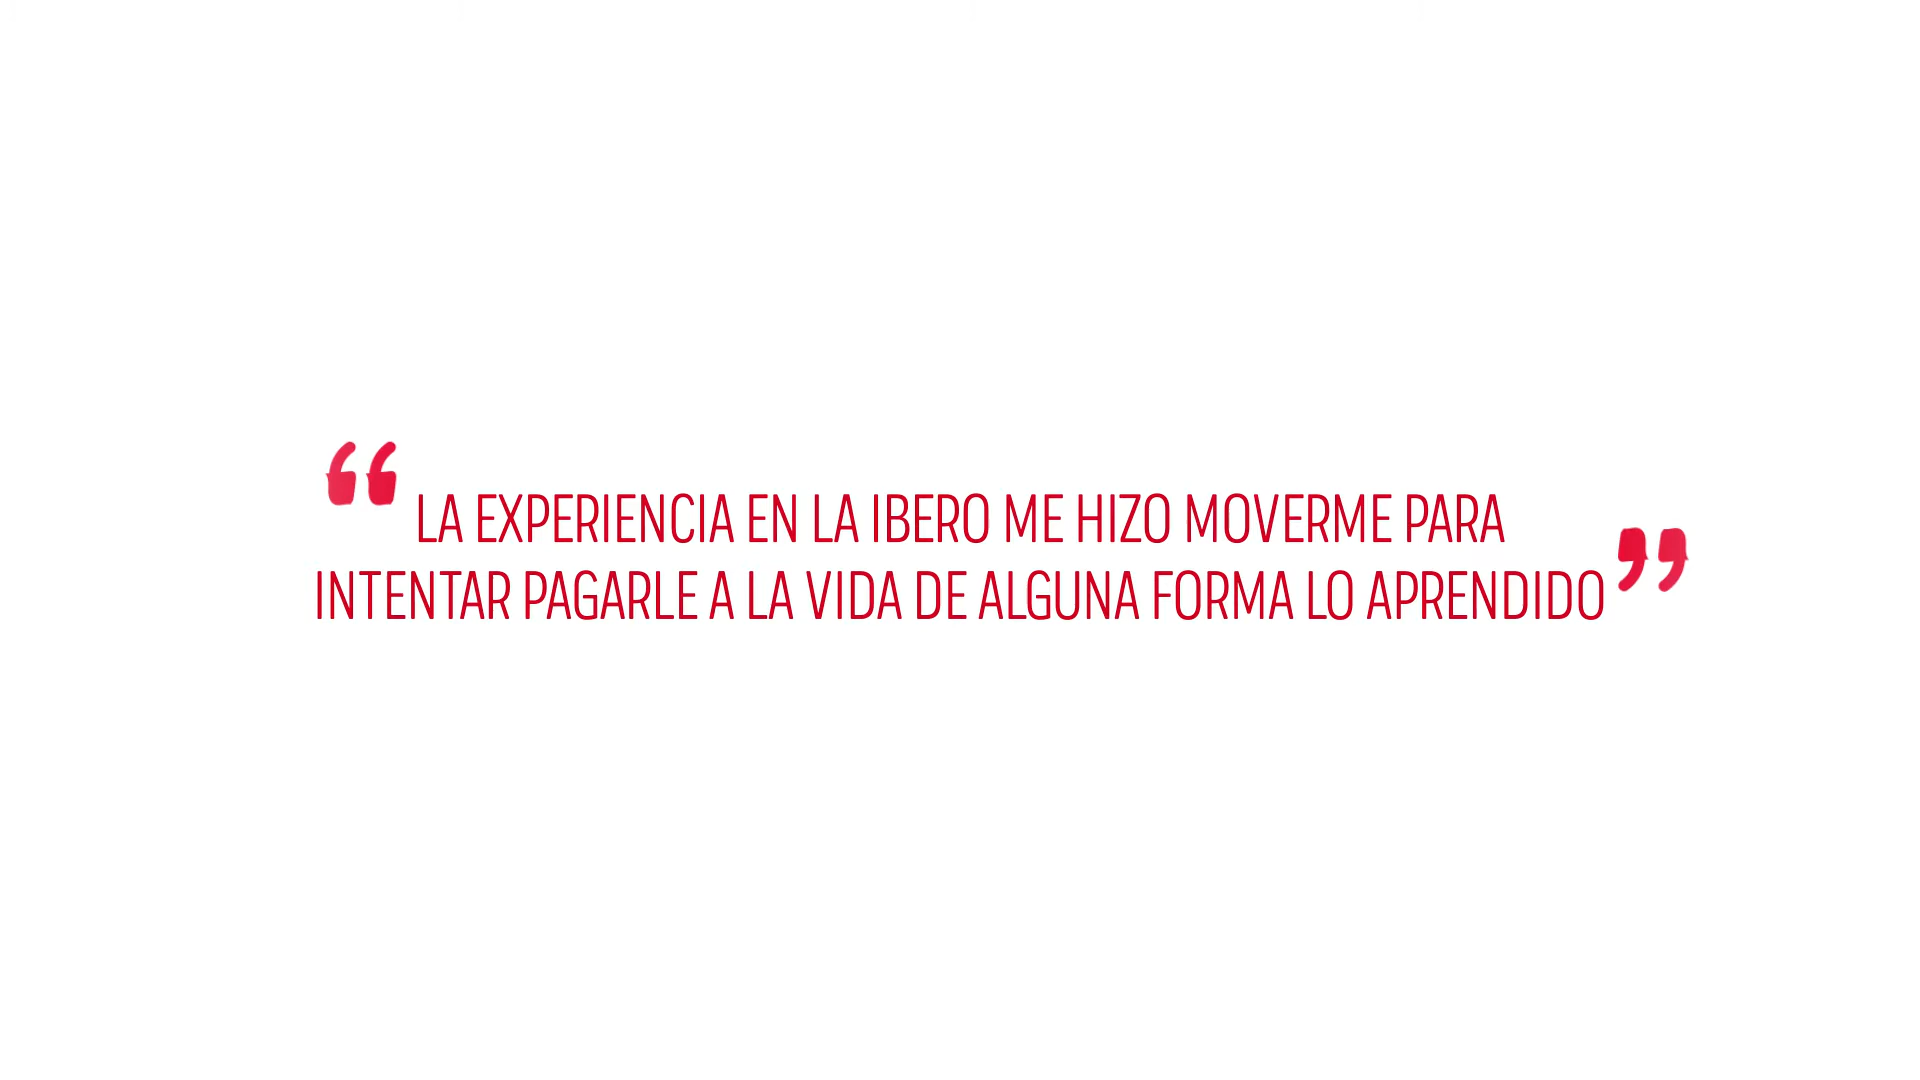 “ LA EXPERIENCIA EN LA IBERO ME HIZO MOVERME PARA
INTENTAR PAGARLE A LA VIDA DE ALGUNA FORMA LO APRENDIDO ”